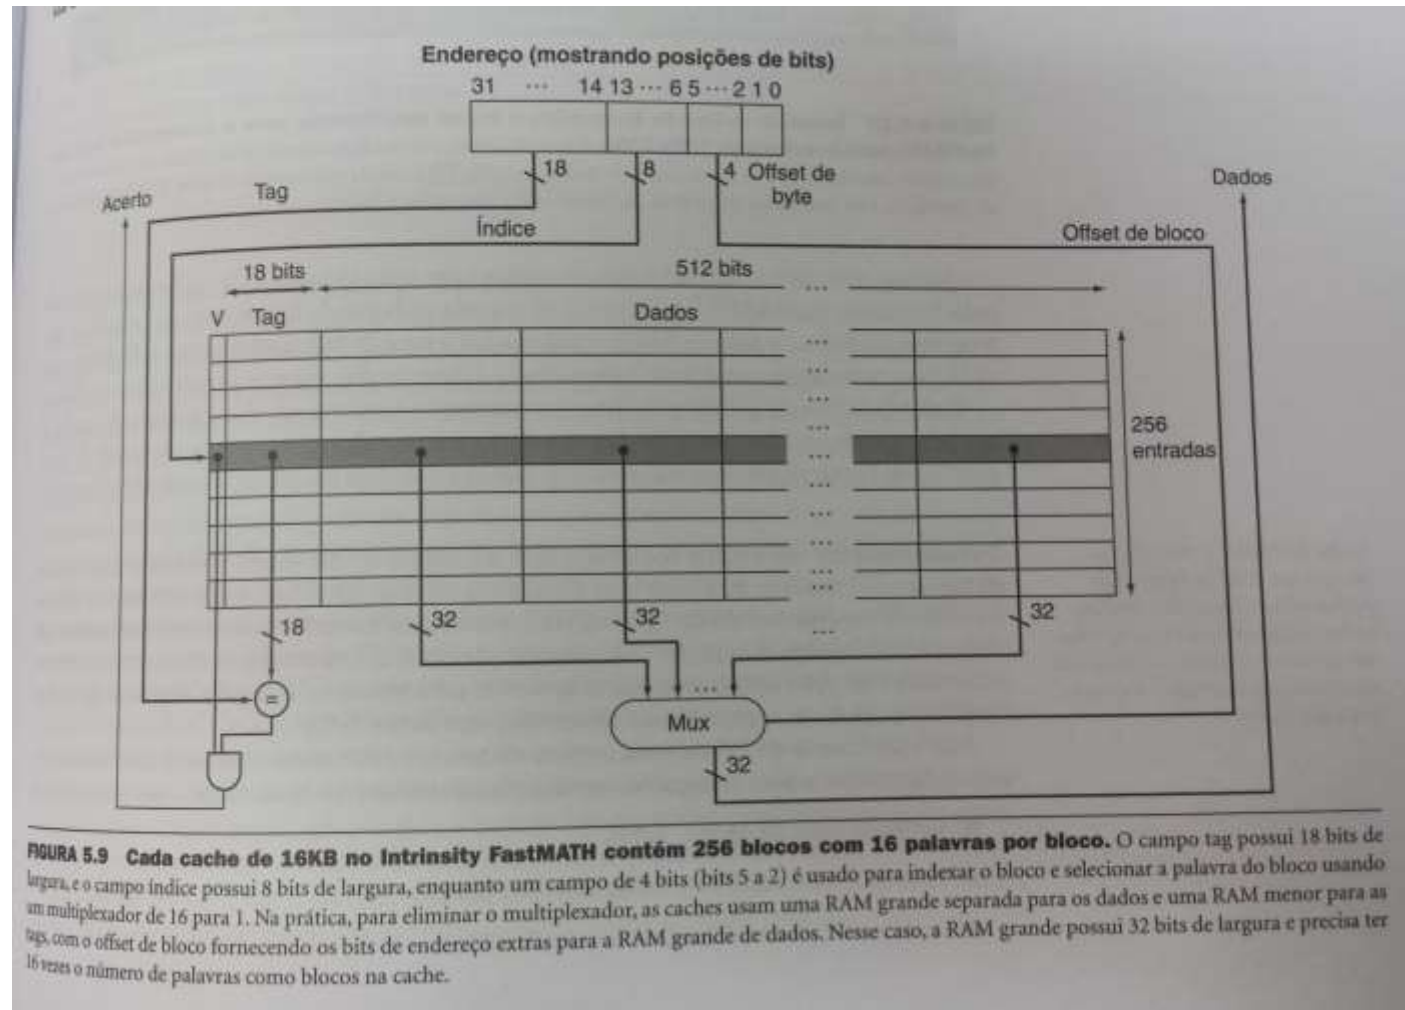 Endereço (mostrando posições de bits)
31 ··· 14 13 ··· 6 5 ··· 2 1 0
18 8 4 Offset de
byte
Acerto Tag Dados
Índice Offset de bloco
18 bits 512 bits ...
V Tag Dados
...
...
...
...
256
... entradas
...
...
...
...
...
18 32 32 ... 32
= ...
Mux
32
FIGURA 5.9 Cada cache de 16KB no Intrinsity FastMATH contém 256 blocos com 16 palavras por bloco. O campo tag possui 18 bits de
largura, e o campo índice possui 8 bits de largura, enquanto um campo de 4 bits (bits 5 a 2) é usado para indexar o bloco e selecionar a palavra do bloco usando
um multiplexador de 16 para 1. Na prática, para eliminar o multiplexador, as caches usam uma RAM grande separada para os dados e uma RAM menor para as
tags, com o offset de bloco fornecendo os bits de endereço extras para a RAM grande de dados. Nesse caso, a RAM grande possui 32 bits de largura e precisa ter
16 vezes o número de palavras como blocos na cache.